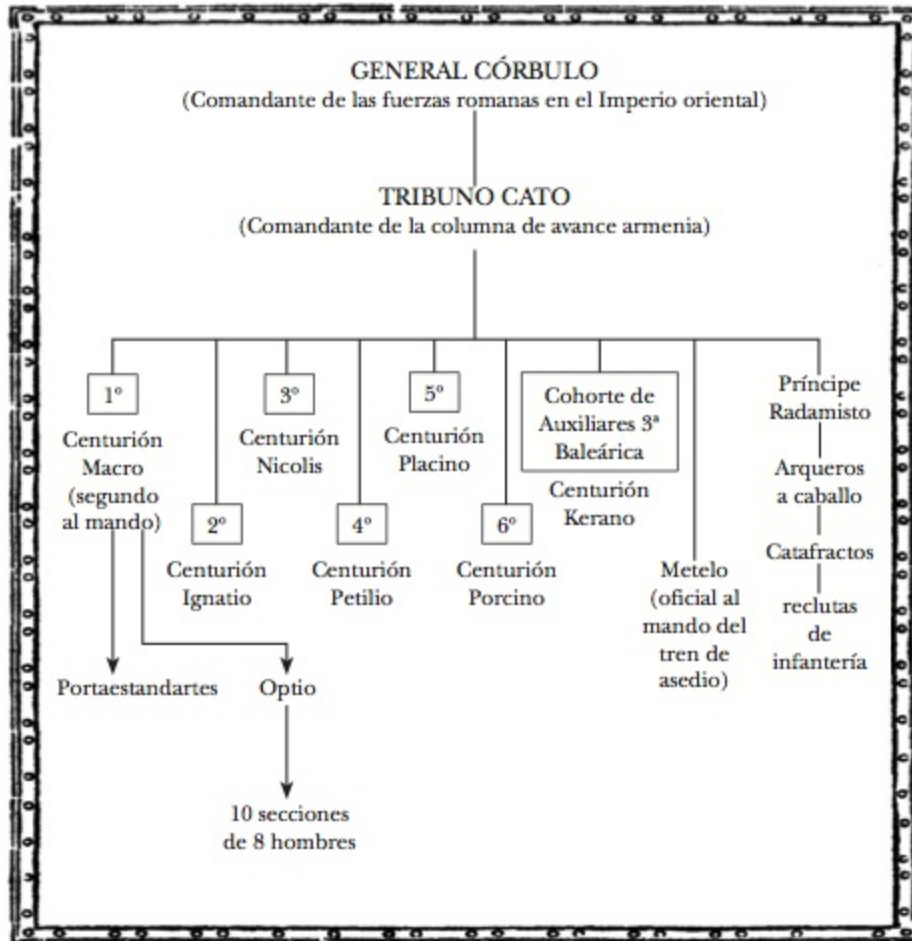 GENERAL CÓRBULO
(Comandante de las fuerzas romanas en el Imperio oriental)
TRIBUNO CATO
(Comandante de la columna de avance armenia)
1º
Centurión
Macro
(segundo
al mando)
2º
Centurión
Ignatio
3º
Centurión
Nicolis
4º
Centurión
Petilio
5º
Centurión
Placino
6º
Centurión
Porcino
Cohorte de
Auxiliares 3ª
Baleárica
Centurión
Kerano
Metelo
(oficial al
mando del
tren de
asedio)
Príncipe
Radamisto
Arqueros
a caballo
Catafractos
reclutas
de
infantería
Portaestandartes
Optio
10 secciones
de 8 hombres